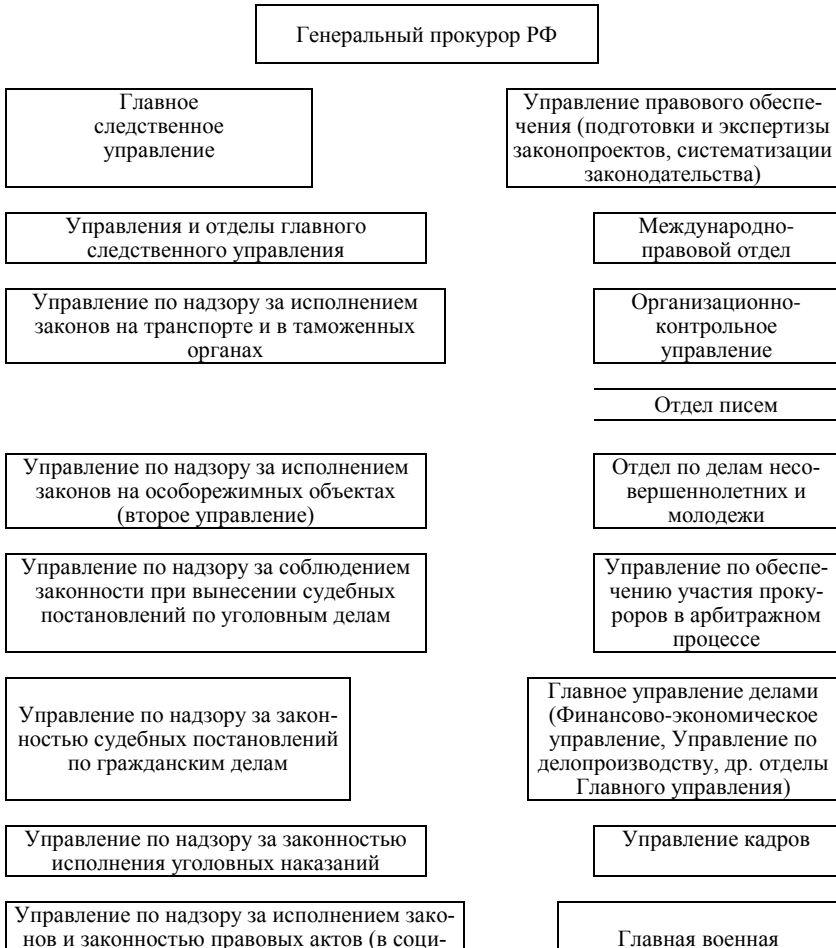 Генеральный прокурор РФ
Главное
следственное
управление
Управление правового обеспе-
чения (подготовки и экспертизы
законопроектов, систематизации
законодательства)
Управления и отделы главного
следственного управления
Международно-
правовой отдел
Управление по надзору за исполнением
законов на транспорте и в таможенных
органах
Организационно-
контрольное
управление
Отдел писем
Управление по надзору за исполнением
законов на особорежимных объектах
(второе управление)
Отдел по делам несо-
вершеннолетних и
молодежи
Управление по надзору за соблюдением
законности при вынесении судебных
постановлений по уголовным делам
Управление по обеспе-
чению участия проку-
роров в арбитражном
процессе
Управление по надзору за закон-
ностью судебных постановлений
по гражданским делам
Главное управление делами
(Финансово-экономическое
управление, Управление по
делопроизводству, др. отделы
Главного управления)
Управление по надзору за законностью
исполнения уголовных наказаний
Управление кадров
Управление по надзору за исполнением зако-
нов и законностью правовых актов (в соци-
Главная военная